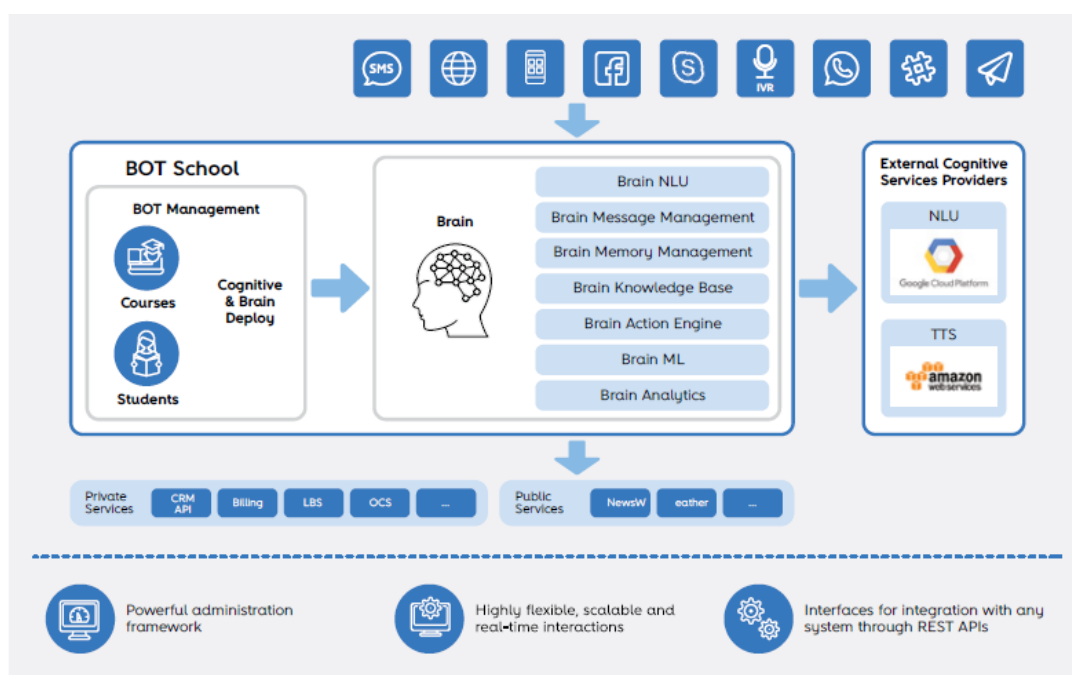 SMS
IVR
BOT School
BOT Management
Courses
Cognitive
& Brain
Deploy
Students
Brain
Brain NLU
Brain Message Management
Brain Memory Management
Brain Knowledge Base
Brain Action Engine
Brain ML
Brain Analytics
External Cognitive
Services Providers
NLU
Google Cloud Platform
TTS
amazon
webservices
Private
Services
CRM
API
Billing
LBS
OCS
...
Public
Services
NewsW
eather
...
Powerful administration
framework
Highly flexible, scalable and
real-time interactions
Interfaces for integration with any
system through REST APIs